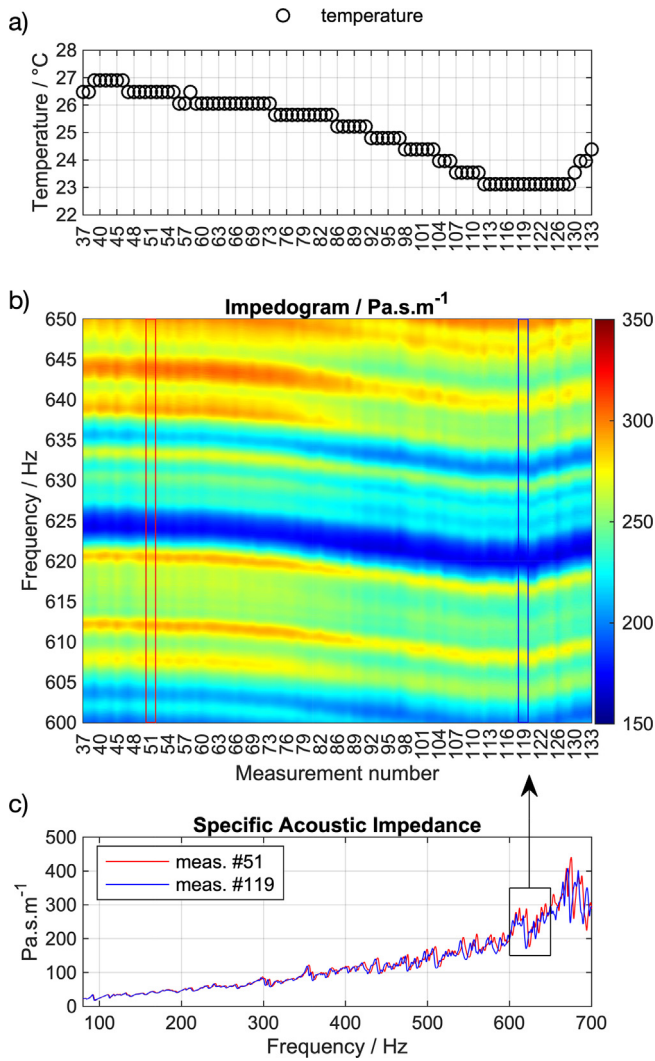 a)
temperature
Temperature / °C
28
27
26
25
24
23
22
37 40 45 48 51 54 57 60 63 67 70 73 76 79 82 86 89 92 95 98 101 104 107 110 113 116 119 122 126 130 133
b)
Impedogram / Pa.s.m-1
Frequency / Hz
650
645
640
635
630
625
620
615
610
605
600
350
300
250
200
150
37 40 45 48 51 54 57 60 63 67 70 73 76 79 82 86 89 92 95 98 101 104 107 110 113 116 119 122 126 130 133
Measurement number
c)
Specific Acoustic Impedance
Pa.s.m-1
500
400
300
200
100
0
meas. #51
meas. #119
100 200 300 400 500 600 700
Frequency / Hz